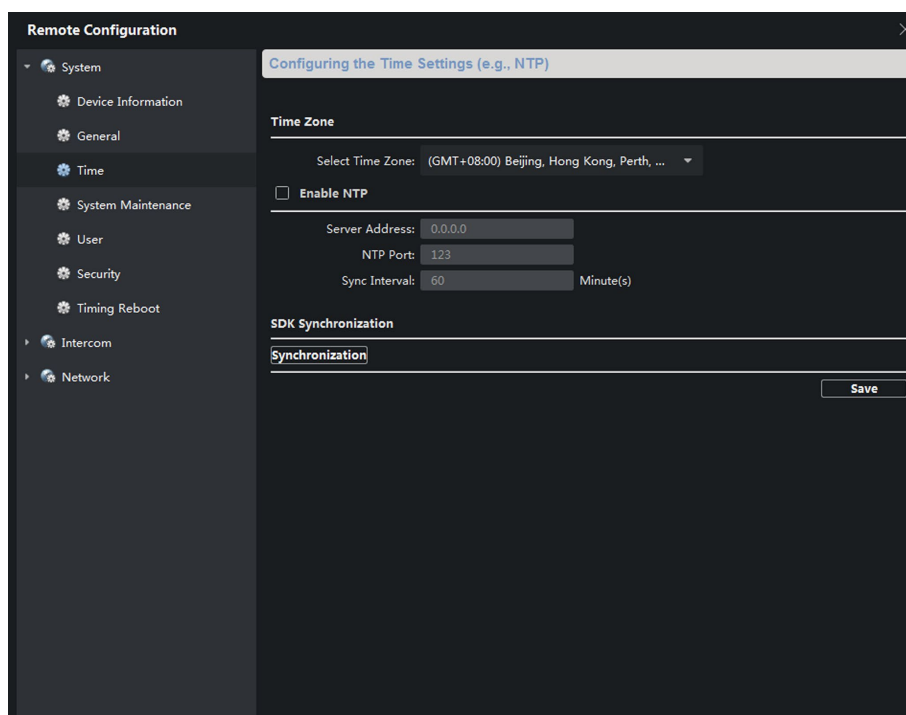 Remote Configuration
System
Device Information
General
Time
System Maintenance
User
Security
Timing Reboot
Intercom
Network
Configuring the Time Settings (e.g., NTP)
Time Zone
Select Time Zone: (GMT+08:00) Beijing, Hong Kong, Perth, ...
Enable NTP
Server Address: 0.0.0.0
NTP Port: 123
Sync Interval: 60 Minute(s)
SDK Synchronization
Synchronization
Save